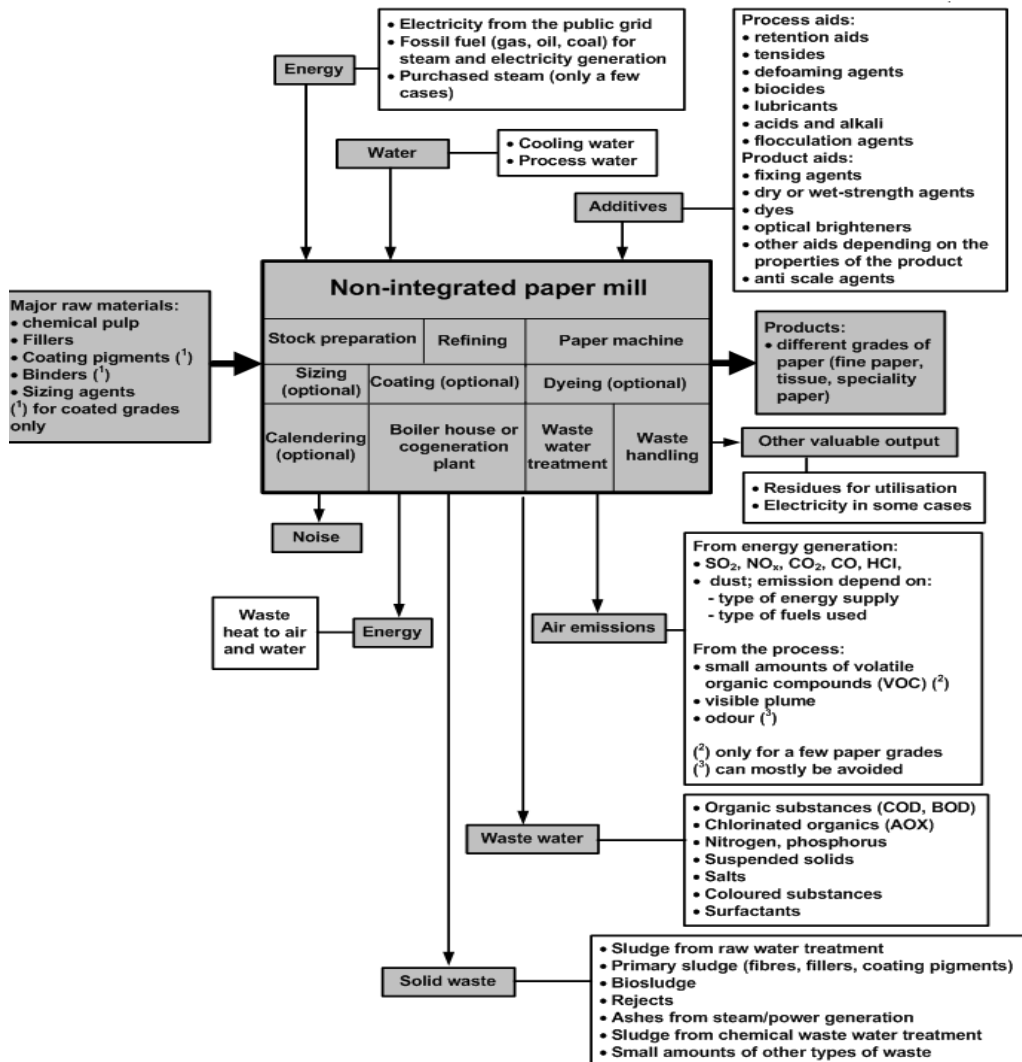 • Electricity from the public grid
• Fossil fuel (gas, oil, coal) for
steam and electricity generation
• Purchased steam (only a few
cases)
Energy
Process aids:
• retention aids
• tensides
• defoaming agents
• biocides
• lubricants
• acids and alkali
• flocculation agents
Product aids:
• fixing agents
• dry or wet-strength agents
• dyes
• optical brighteners
• other aids depending on the
properties of the product
• anti scale agents
Water
• Cooling water
• Process water
Additives
Major raw materials:
• chemical pulp
• Fillers
• Coating pigments (¹)
• Binders (¹)
• Sizing agents
(¹) for coated grades
only
Non-integrated paper mill
Stock preparation
Refining
Paper machine
Sizing
(optional)
Coating (optional)
Dyeing (optional)
Calendering
(optional)
Boiler house or
cogeneration
plant
Waste
water
treatment
Waste
handling
Products:
• different grades of
paper (fine paper,
tissue, speciality
paper)
Other valuable output
• Residues for utilisation
• Electricity in some cases
Noise
Waste
heat to air
and water
Energy
Air emissions
From energy generation:
• SO₂, NOₓ, CO₂, CO, HCl,
• dust; emission depend on:
- type of energy supply
- type of fuels used
From the process:
• small amounts of volatile
organic compounds (VOC) (²)
• visible plume
• odour (³)
(²) only for a few paper grades
(³) can mostly be avoided
Waste water
• Organic substances (COD, BOD)
• Chlorinated organics (AOX)
• Nitrogen, phosphorus
• Suspended solids
• Salts
• Coloured substances
• Surfactants
Solid waste
• Sludge from raw water treatment
• Primary sludge (fibres, fillers, coating pigments)
• Biosludge
• Rejects
• Ashes from steam/power generation
• Sludge from chemical waste water treatment
• Small amounts of other types of waste